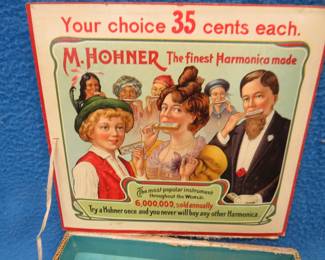 Your choice 35 cents each.
M. HOHNER The finest Harmonica made
The most popular instrument
throughout the World.
6,000,000, sold annually
Try a Hohner once and you never will buy any other Harmonica.